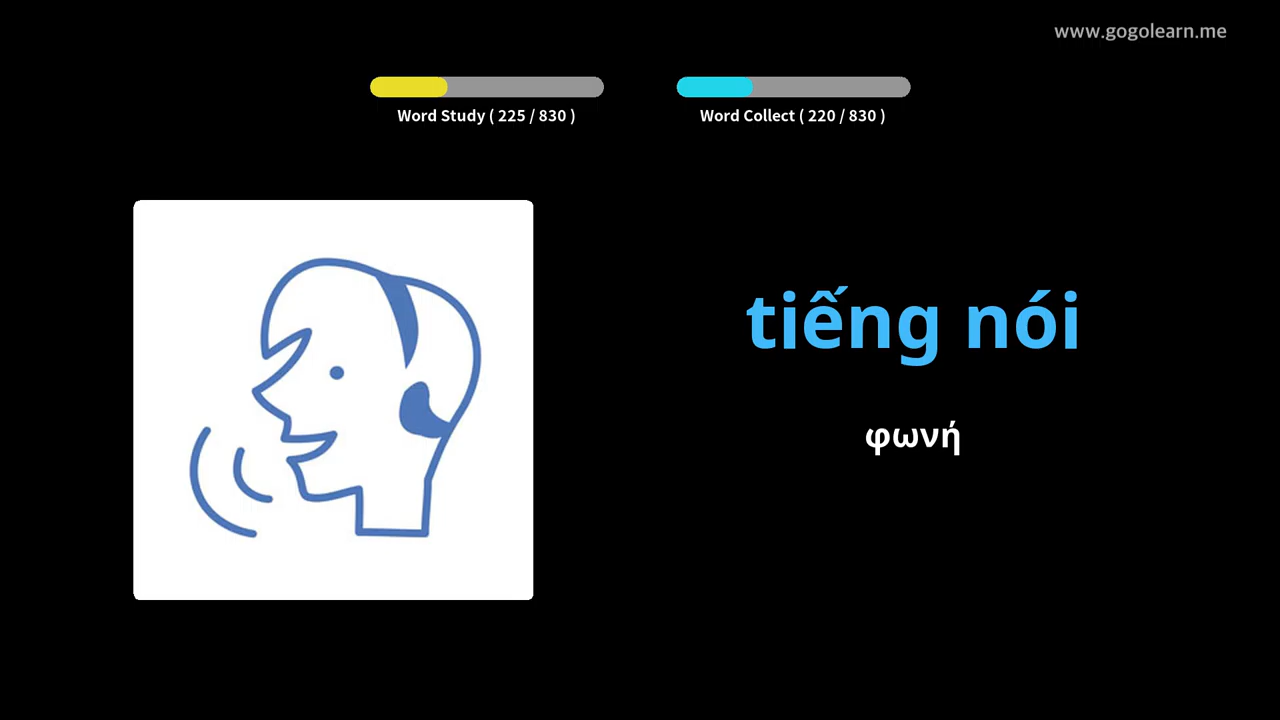 www.gogolearn.me
Word Study ( 225 / 830 )
Word Collect ( 220 / 830 )
tiếng nói
φωνή